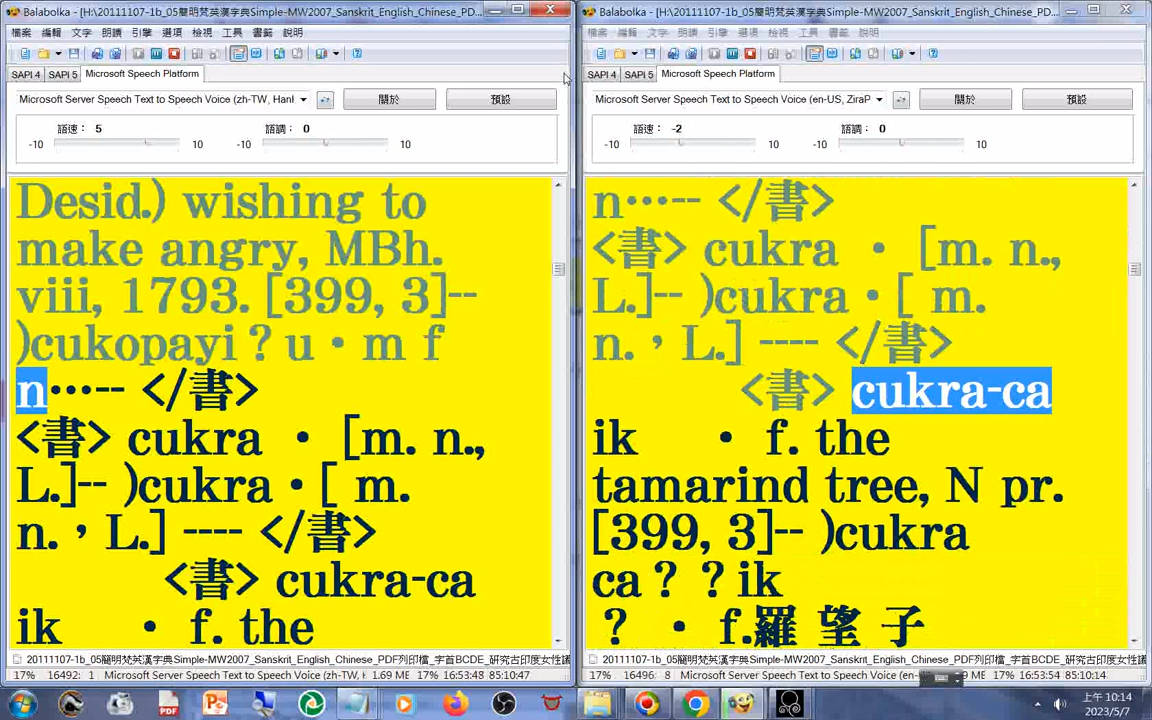 Balabolka - [H:\20111107-1b_05簡明梵英漢字典Simple-MW2007_Sanskrit_English_Chinese_PD...
檔案 編輯 文字 朗讀 引擎 選項 檢視 工具 書籤 說明
SAPI 4 SAPI 5 Microsoft Speech Platform
Microsoft Server Speech Text to Speech Voice (zh-TW, Hanl 關於 預設
語速： 5 語調： 0
-10 10 -10 10
Desid.) wishing to
make angry, MBh.
viii, 1793. [399, 3]--
)cukopayi？u・m f
n…-- </書>
<書> cukra ・ [m. n.,
L.]-- )cukra・[ m.
n.，L.] ---- </書>
<書> cukra-ca
ik ・ f. the
20111107-1b_05簡明梵英漢字典Simple-MW2007_Sanskrit_English_Chinese_PDF列印檔_字首BCDE_研究古印度女性議
17% 16492: 1 Microsoft Server Speech Text to Speech Voice (zh-TW, H 1.69 MB 17% 16:53:48 85:10:47
Balabolka - [H:\20111107-1b_05簡明梵英漢字典Simple-MW2007_Sanskrit_English_Chinese_PD...
檔案 編輯 文字 朗讀 引擎 選項 檢視 工具 書籤 說明
SAPI 4 SAPI 5 Microsoft Speech Platform
Microsoft Server Speech Text to Speech Voice (en-US, ZiraP 關於 預設
語速： -2 語調： 0
-10 10 -10 10
n…-- </書>
<書> cukra ・ [m. n.,
L.]-- )cukra・[ m.
n.，L.] ---- </書>
<書> cukra-ca
ik ・ f. the
tamarind tree, N pr.
[399, 3]-- )cukra
ca？？ik
？ ・ f.羅 望 子
20111107-1b_05簡明梵英漢字典Simple-MW2007_Sanskrit_English_Chinese_PDF列印檔_字首BCDE_研究古印度女性議
17% 16496: 8 Microsoft Server Speech Text to Speech Voice 17% 16:53:54 85:10:14
上午 10:14
2023/5/7